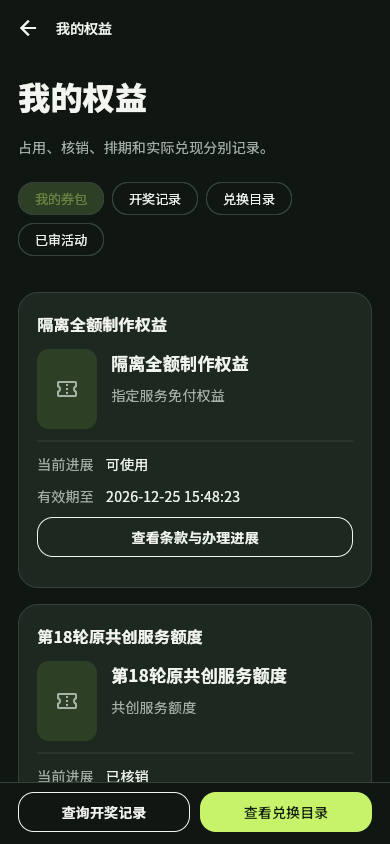 我的权益
我的权益
占用、核销、排期和实际兑现分别记录。
我的券包
开奖记录
兑换目录
已审活动
隔离全额制作权益
隔离全额制作权益
指定服务免付权益
当前进展 可使用
有效期至 2026-12-25 15:48:23
查看条款与办理进展
第18轮原共创服务额度
第18轮原共创服务额度
共创服务额度
当前进展 已核销
查询开奖记录
查看兑换目录